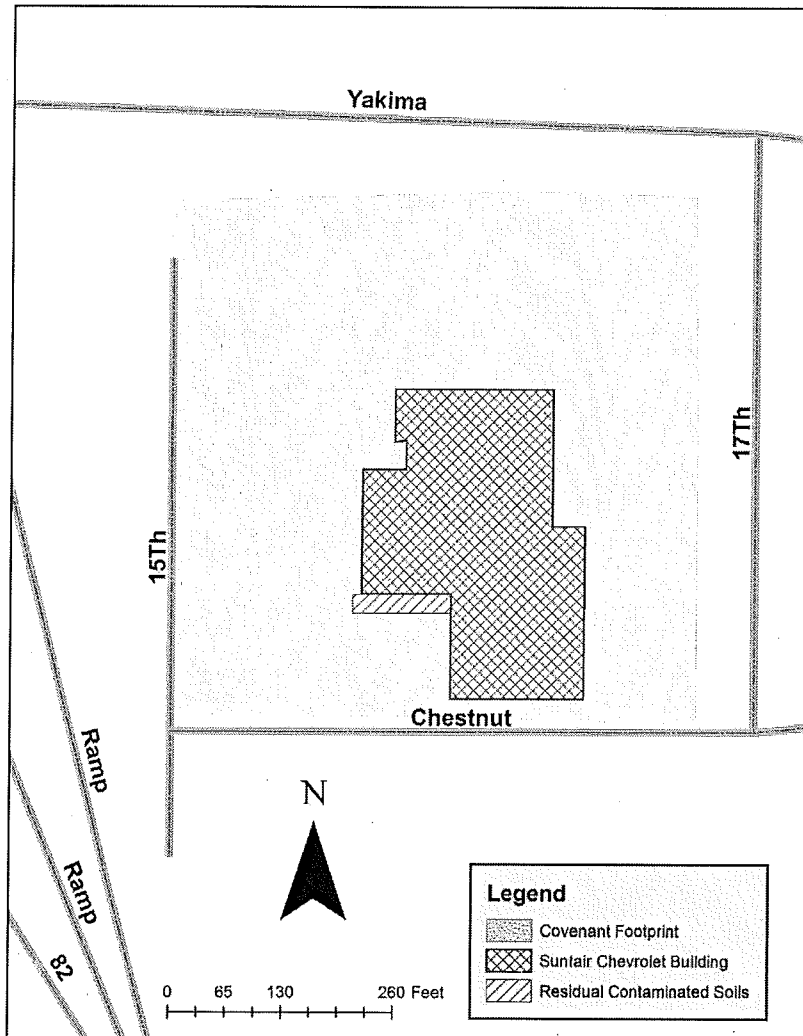 Yakima
17Th
15Th
Chestnut
Ramp
Ramp
82
N
0 65 130 260 Feet
Legend
Covenant Footprint
Sunfair Chevrolet Building
Residual Contaminated Soils